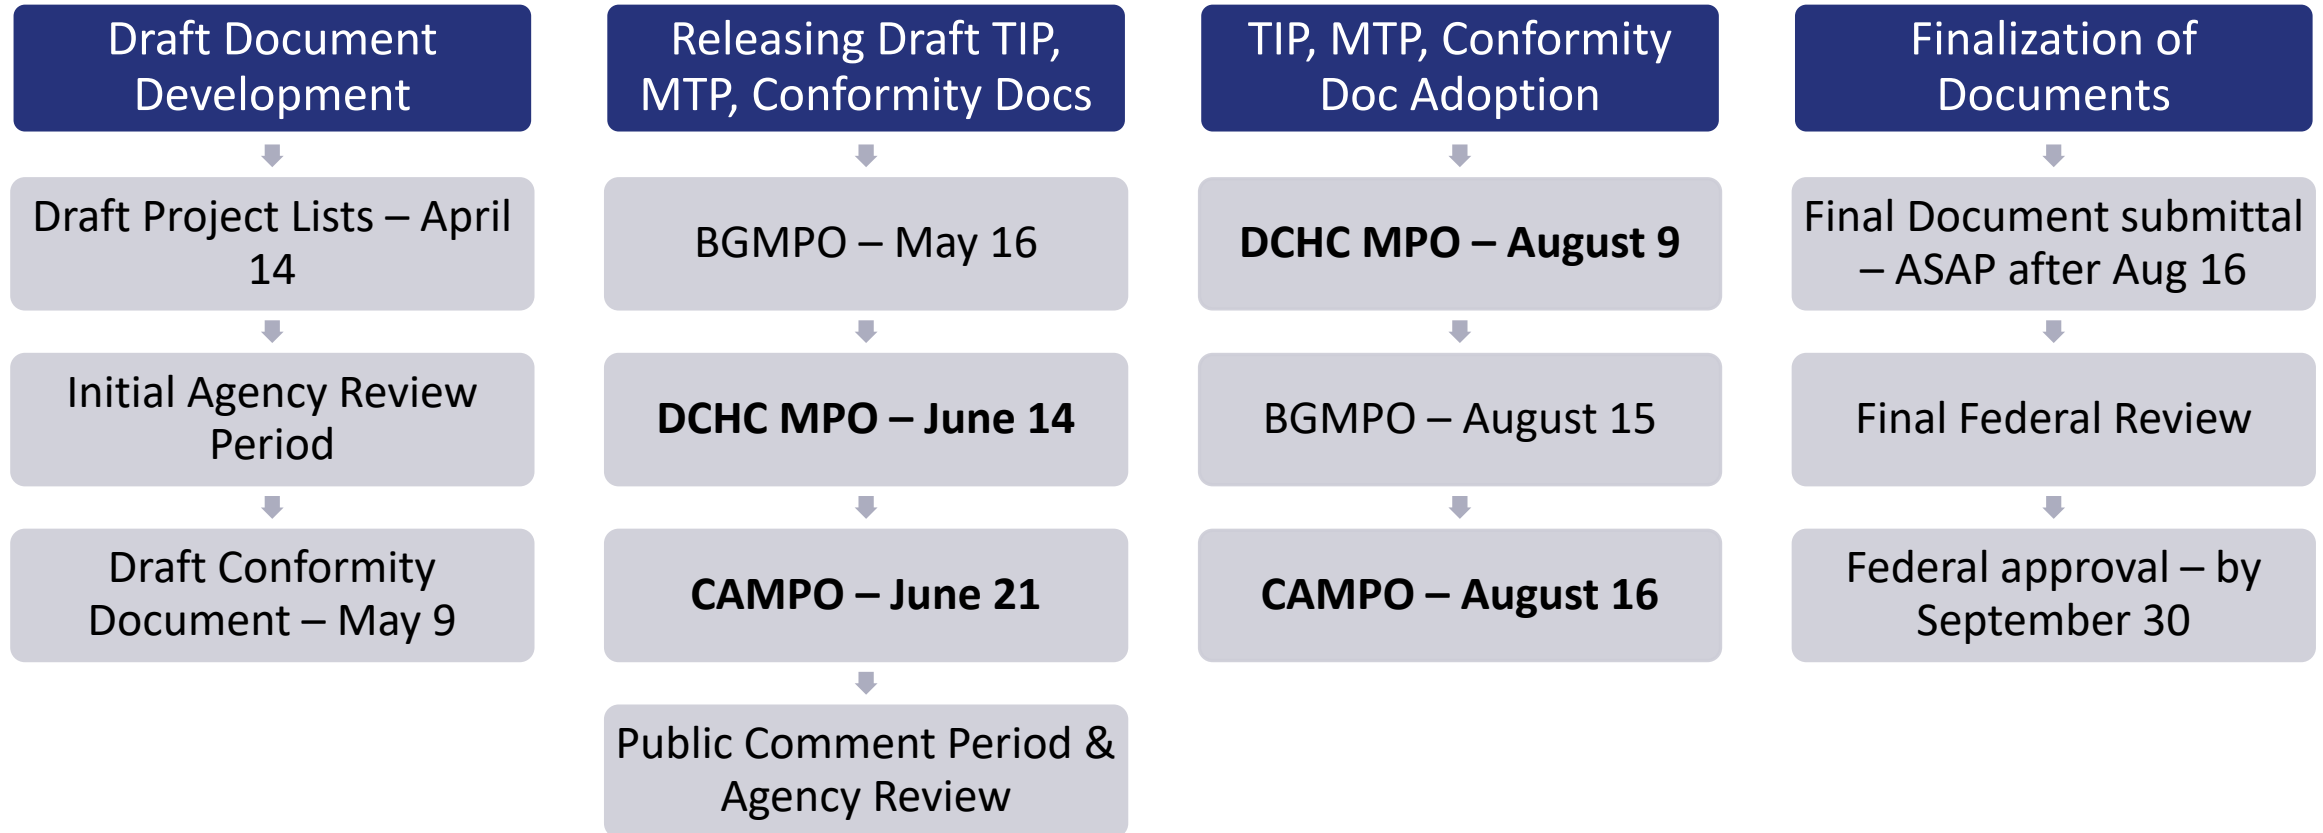 Draft Document
Development
Draft Project Lists – April
14
Initial Agency Review
Period
Draft Conformity
Document – May 9
Releasing Draft TIP,
MTP, Conformity Docs
BGMPO – May 16
DCHC MPO – June 14
CAMPO – June 21
Public Comment Period &
Agency Review
TIP, MTP, Conformity
Doc Adoption
DCHC MPO – August 9
BGMPO – August 15
CAMPO – August 16
Finalization of
Documents
Final Document submittal
– ASAP after Aug 16
Final Federal Review
Federal approval – by
September 30